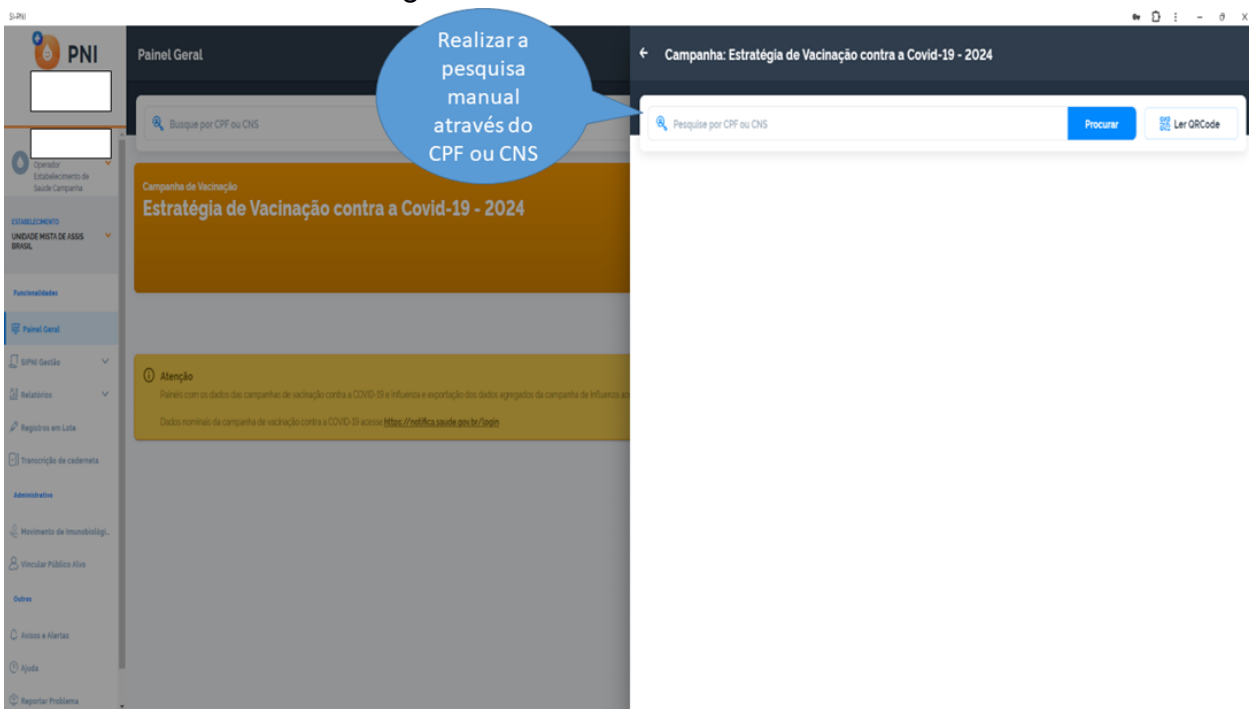 SI-PNI
PNI
Operador
Estabelecimento de
Saúde Campanha
ESTABELECIMENTO
UNIDADE MISTA DE ASSIS
BRASIL
Funcionalidades
Painel Geral
SIPNI Gestão
Relatórios
Registros em Lote
Transcrição de caderneta
Administrativo
Movimento de Imunobiológi..
Vincular Público Alvo
Outros
Avisos e Alertas
Ajuda
Reportar Problema
Painel Geral
Busque por CPF ou CNS
Campanha de Vacinação
Estratégia de Vacinação contra a Covid-19 - 2024
Atenção
Painéis com os dados das campanhas de vacinação contra a COVID-19 e Influenza e exportação dos dados agregados da campanha de Influenza
Dados nominais da campanha de vacinação contra a COVID-19 acesse https://notifica.saude.gov.br/login
Realizar a
pesquisa
manual
através do
CPF ou CNS
Campanha: Estratégia de Vacinação contra a Covid-19 - 2024
Pesquise por CPF ou CNS
Procurar
Ler QRCode